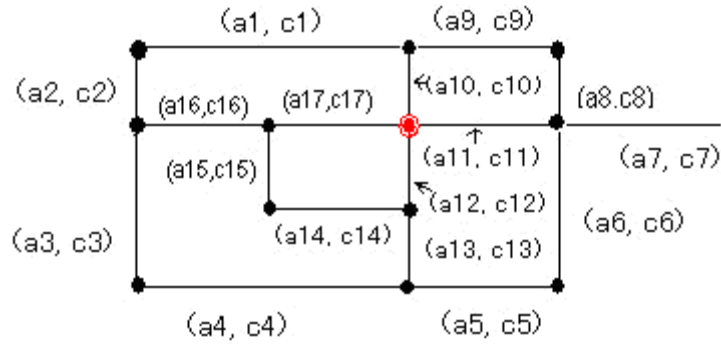 (a1, c1)
(a9, c9)
(a2, c2)
(a16,c16)
(a17,c17)
(a10, c10)
(a8.c8)
(a15,c15)
(a11, c11)
(a7, c7)
(a12, c12)
(a3, c3)
(a14, c14)
(a13, c13)
(a6, c6)
(a4, c4)
(a5, c5)